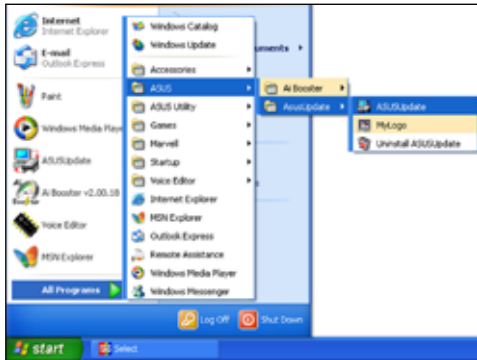 Internet
Internet Explorer
E-mail
Outlook Express
Paint
Windows Media Play
ASUSUpdate
Ai Booster v2.00.18
Voice Editor
MSN Explorer
All Programs
Windows Catalog
Windows Update
Accessories
ASUS
ASUS Utility
Games
Marvell
Startup
Voice Editor
Internet Explorer
MSN Explorer
Outlook Express
Remote Assistance
Windows Media Player
Windows Messenger
uments
Ai Booster
AsusUpdate
ASUSUpdate
MyLogo
Uninstall ASUSUpdate
Log Off
Shut Down
start
Select